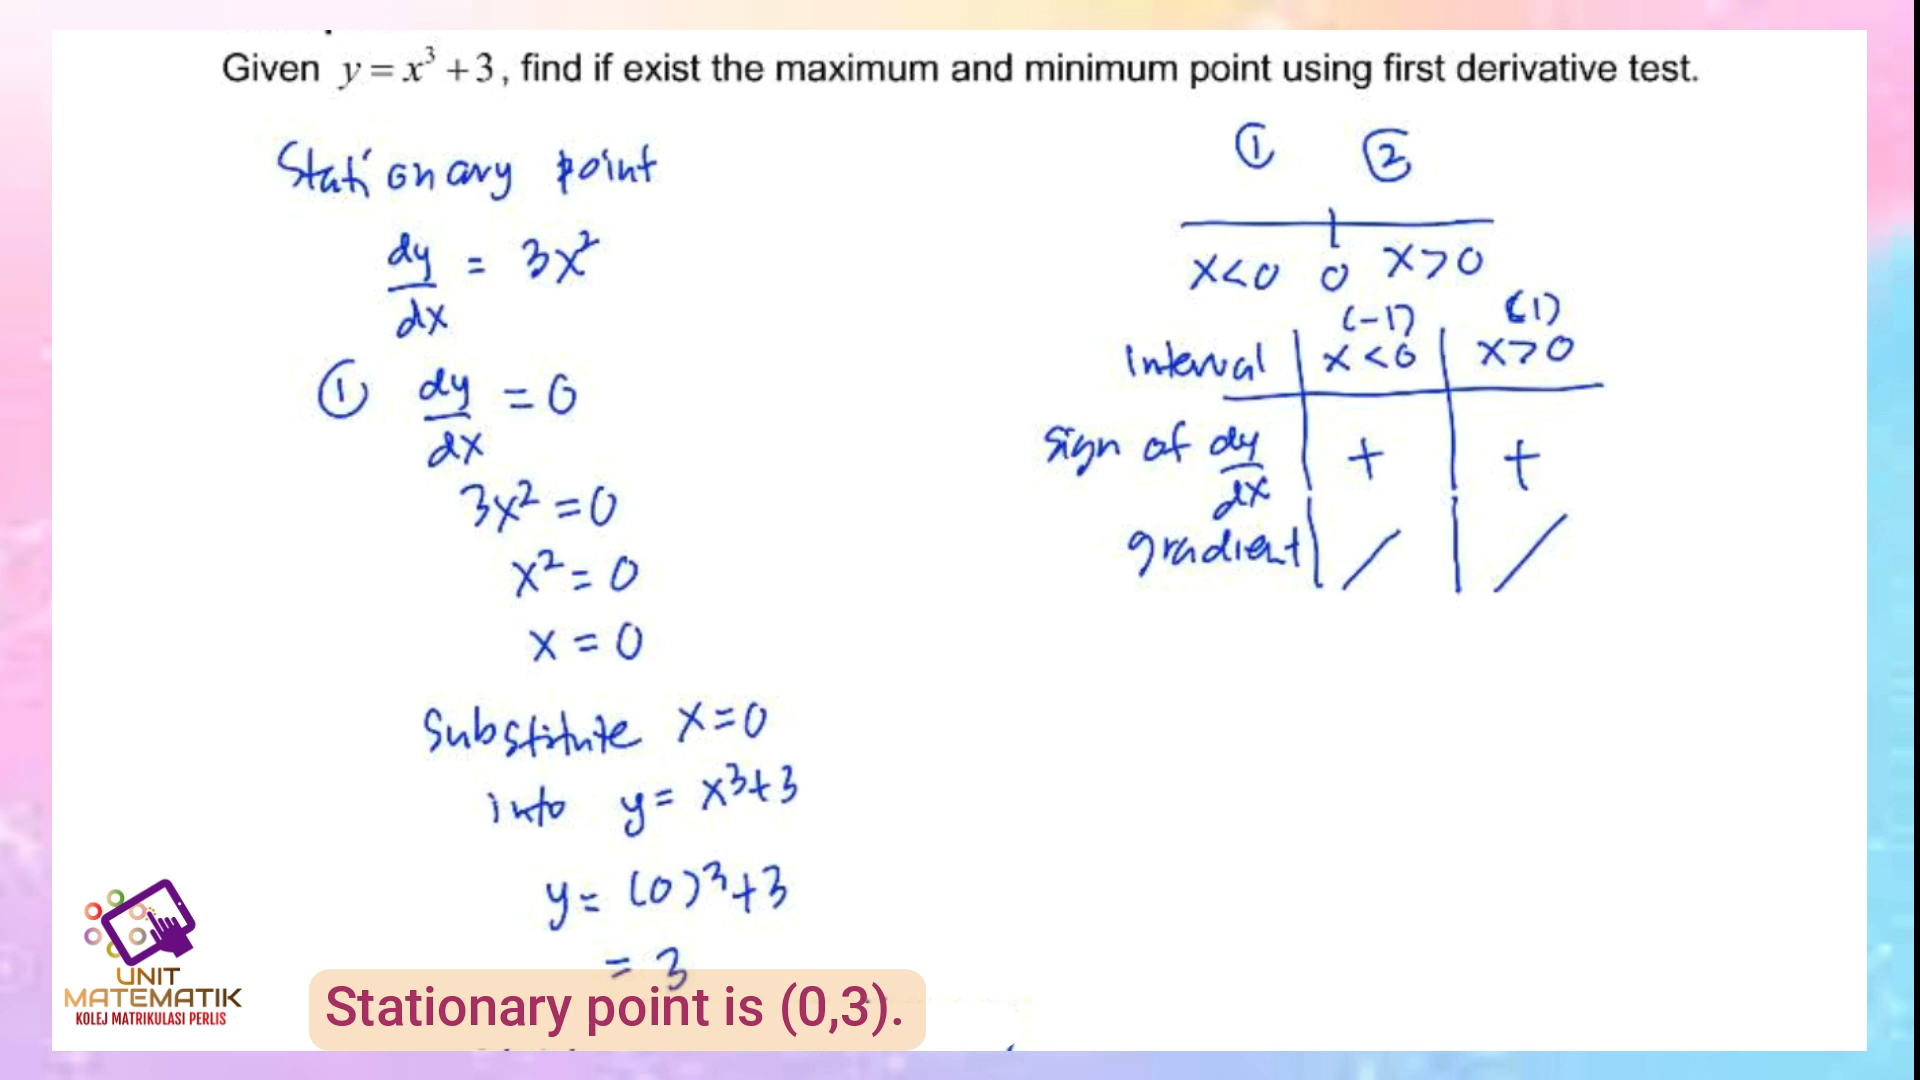 Given y = x³ + 3, find if exist the maximum and minimum point using first derivative test.
Stationary point
dy/dx = 3x²
① dy/dx = 0
3x² = 0
x² = 0
x = 0
Substitute x=0
into y = x³+3
y = (0)³+3
= 3
Stationary point is (0,3).
① ②
x<0 0 x>0
(-1) (1)
Interval | x<0 | x>0
Sign of dy/dx | + | +
gradient | / | /
UNIT
MATEMATIK
KOLEJ MATRIKULASI PERLIS